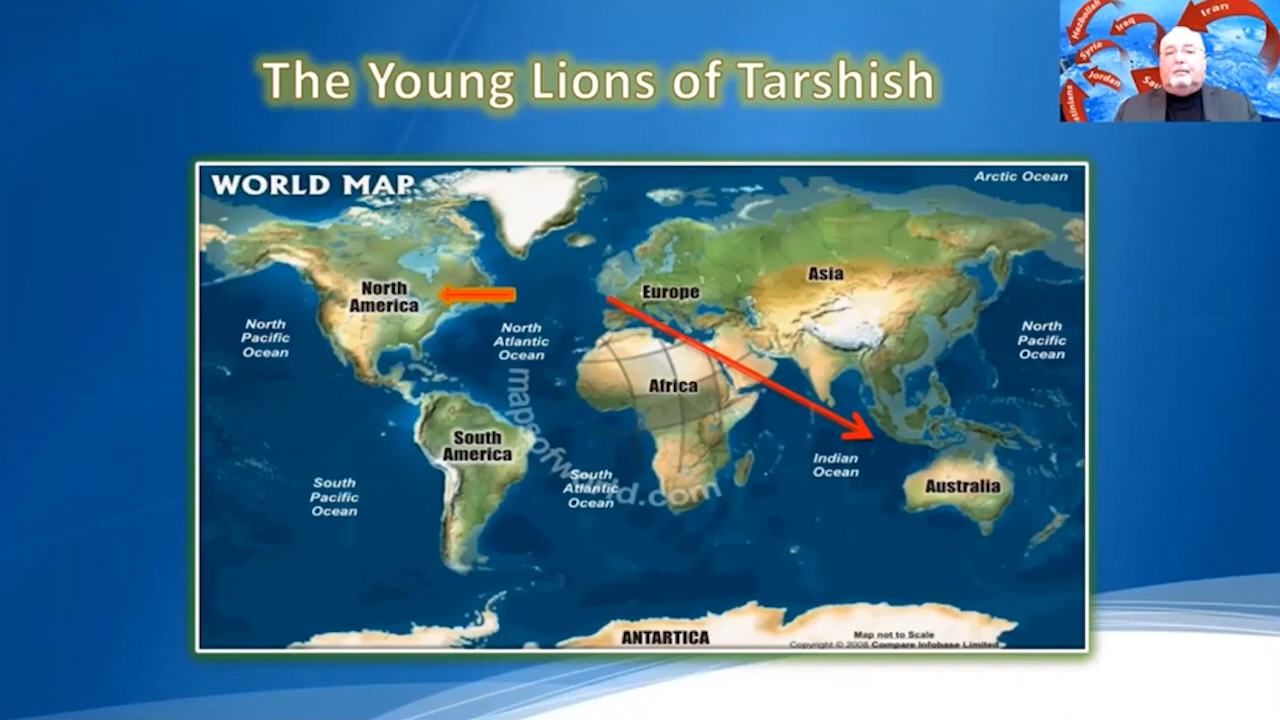 The Young Lions of Tarshish
Hezbollah
Iraq
Iran
Syria
Jordan
WORLD MAP
Arctic Ocean
North
America
Europe
Asia
North
Pacific
Ocean
North
Atlantic
Ocean
North
Pacific
Ocean
Africa
mapsofworld.com
South
America
Indian
Ocean
South
Pacific
Ocean
South
Atlantic
Ocean
Australia
ANTARTICA
Map not to Scale
Copyright © 2008 Compare Infobase Limited